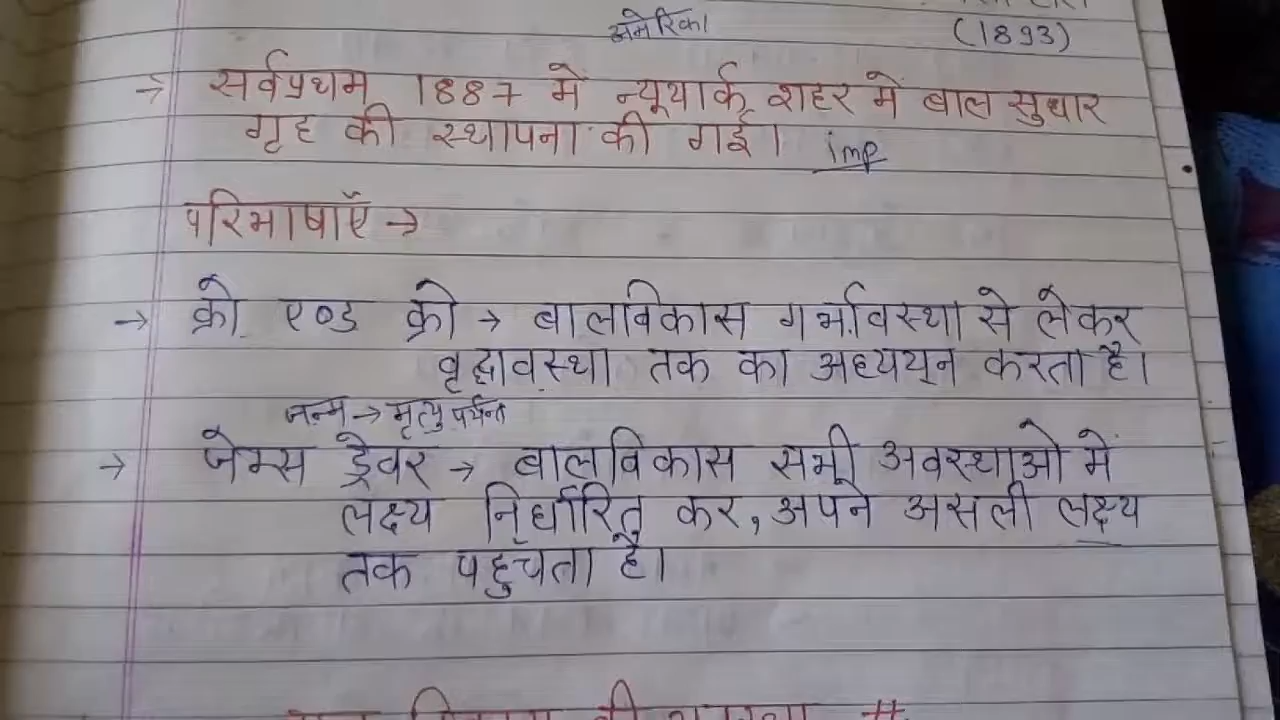 अमेरिका (1893)
→ सर्वप्रथम 1887 में न्यूयार्क शहर में बाल सुधार
गृह की स्थापना की गई। imp
परिभाषाएँ →
→ क्रो एण्ड क्रो → बालविकास गर्भावस्था से लेकर
वृद्धावस्था तक का अध्ययन करता है।
जन्म → मृत्यु पर्यन्त
→ जेम्स ड्रेवर → बालविकास सभी अवस्थाओ में
लक्ष्य निर्धारित कर, अपने असली लक्ष्य
तक पहुचता है।
#